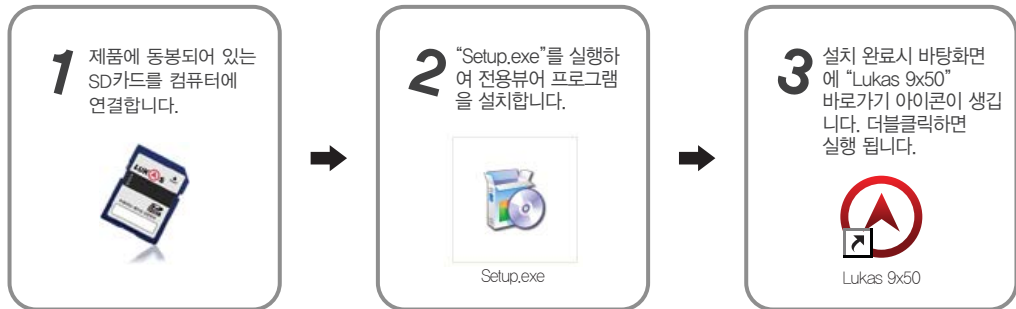 1
제품에 동봉되어 있는
SD카드를 컴퓨터에
연결합니다.
LUKAS
2
“Setup.exe”를 실행하
여 전용뷰어 프로그램
을 설치합니다.
Setup.exe
3
설치 완료시 바탕화면
에 “Lukas 9x50”
바로가기 아이콘이 생깁
니다. 더블클릭하면
실행 됩니다.
Lukas 9x50